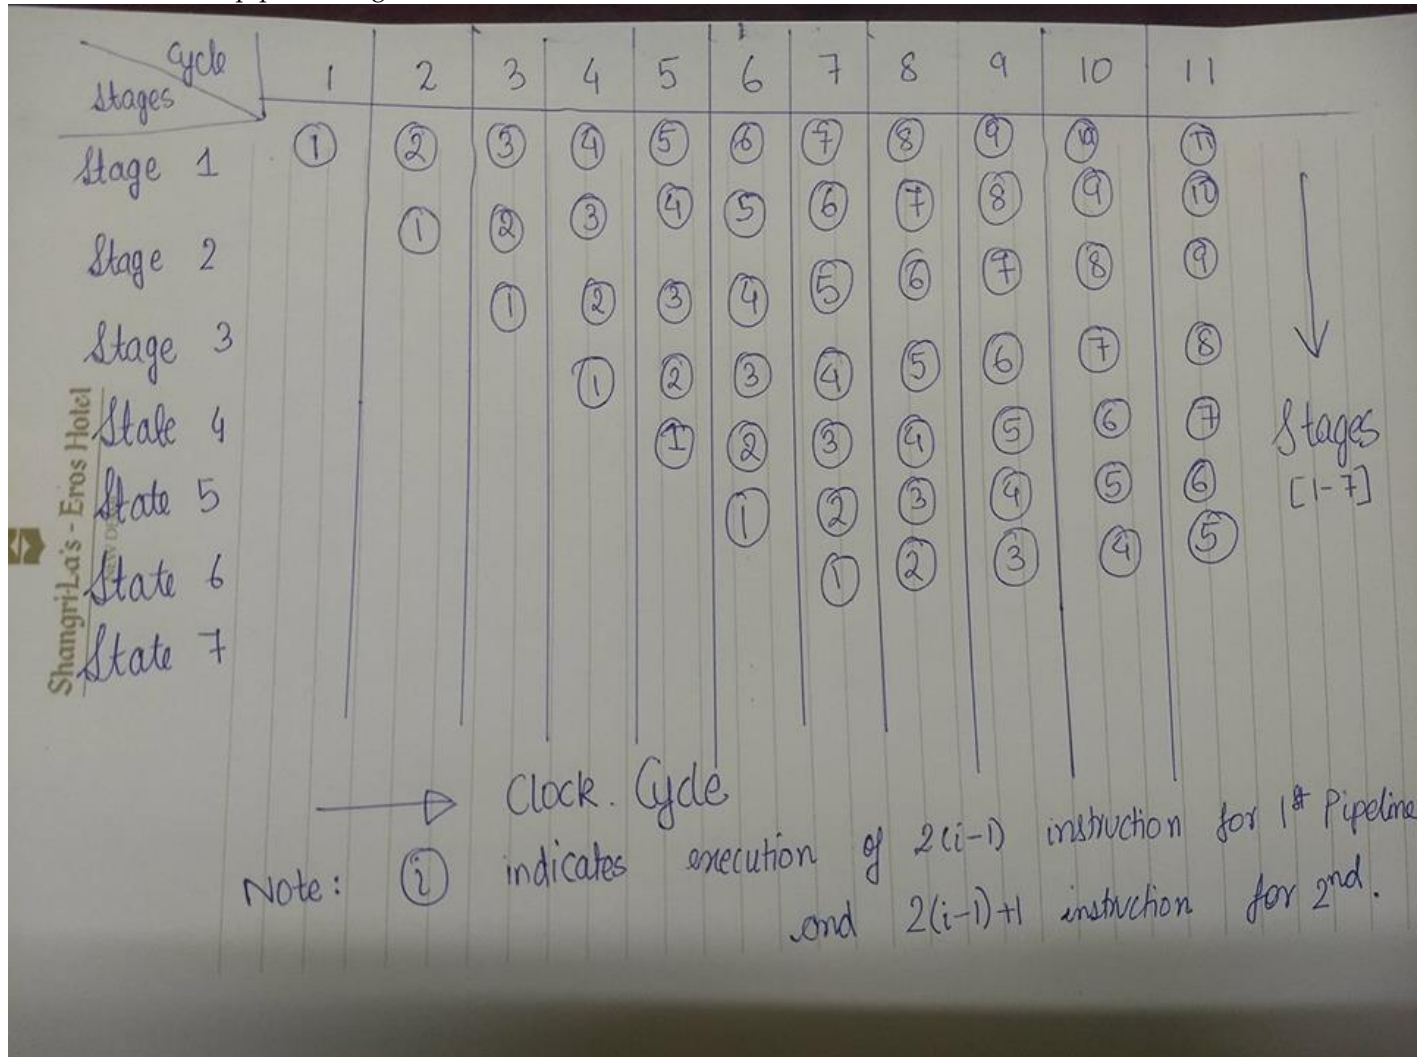 Cycle
Stages
1 2 3 4 5 6 7 8 9 10 11
Stage 1 ① ② ③ ④ ⑤ ⑥ ⑦ ⑧ ⑨ ⑩ ⑪
Stage 2 ① ② ③ ④ ⑤ ⑥ ⑦ ⑧ ⑨ ⑩
Stage 3 ① ② ③ ④ ⑤ ⑥ ⑦ ⑧ ⑨
State 4 ① ② ③ ④ ⑤ ⑥ ⑦ ⑧
State 5 ① ② ③ ④ ⑤ ⑥ ⑦
State 6 ① ② ③ ④ ⑤ ⑥
State 7 ① ② ③ ④ ⑤
Stages
[1-7]
Shangri-La's - Eros Hotel
Clock. Cycle
Note: ⓘ indicates execution of 2(i-1) instruction for 1st Pipeline
and 2(i-1)+1 instruction for 2nd.